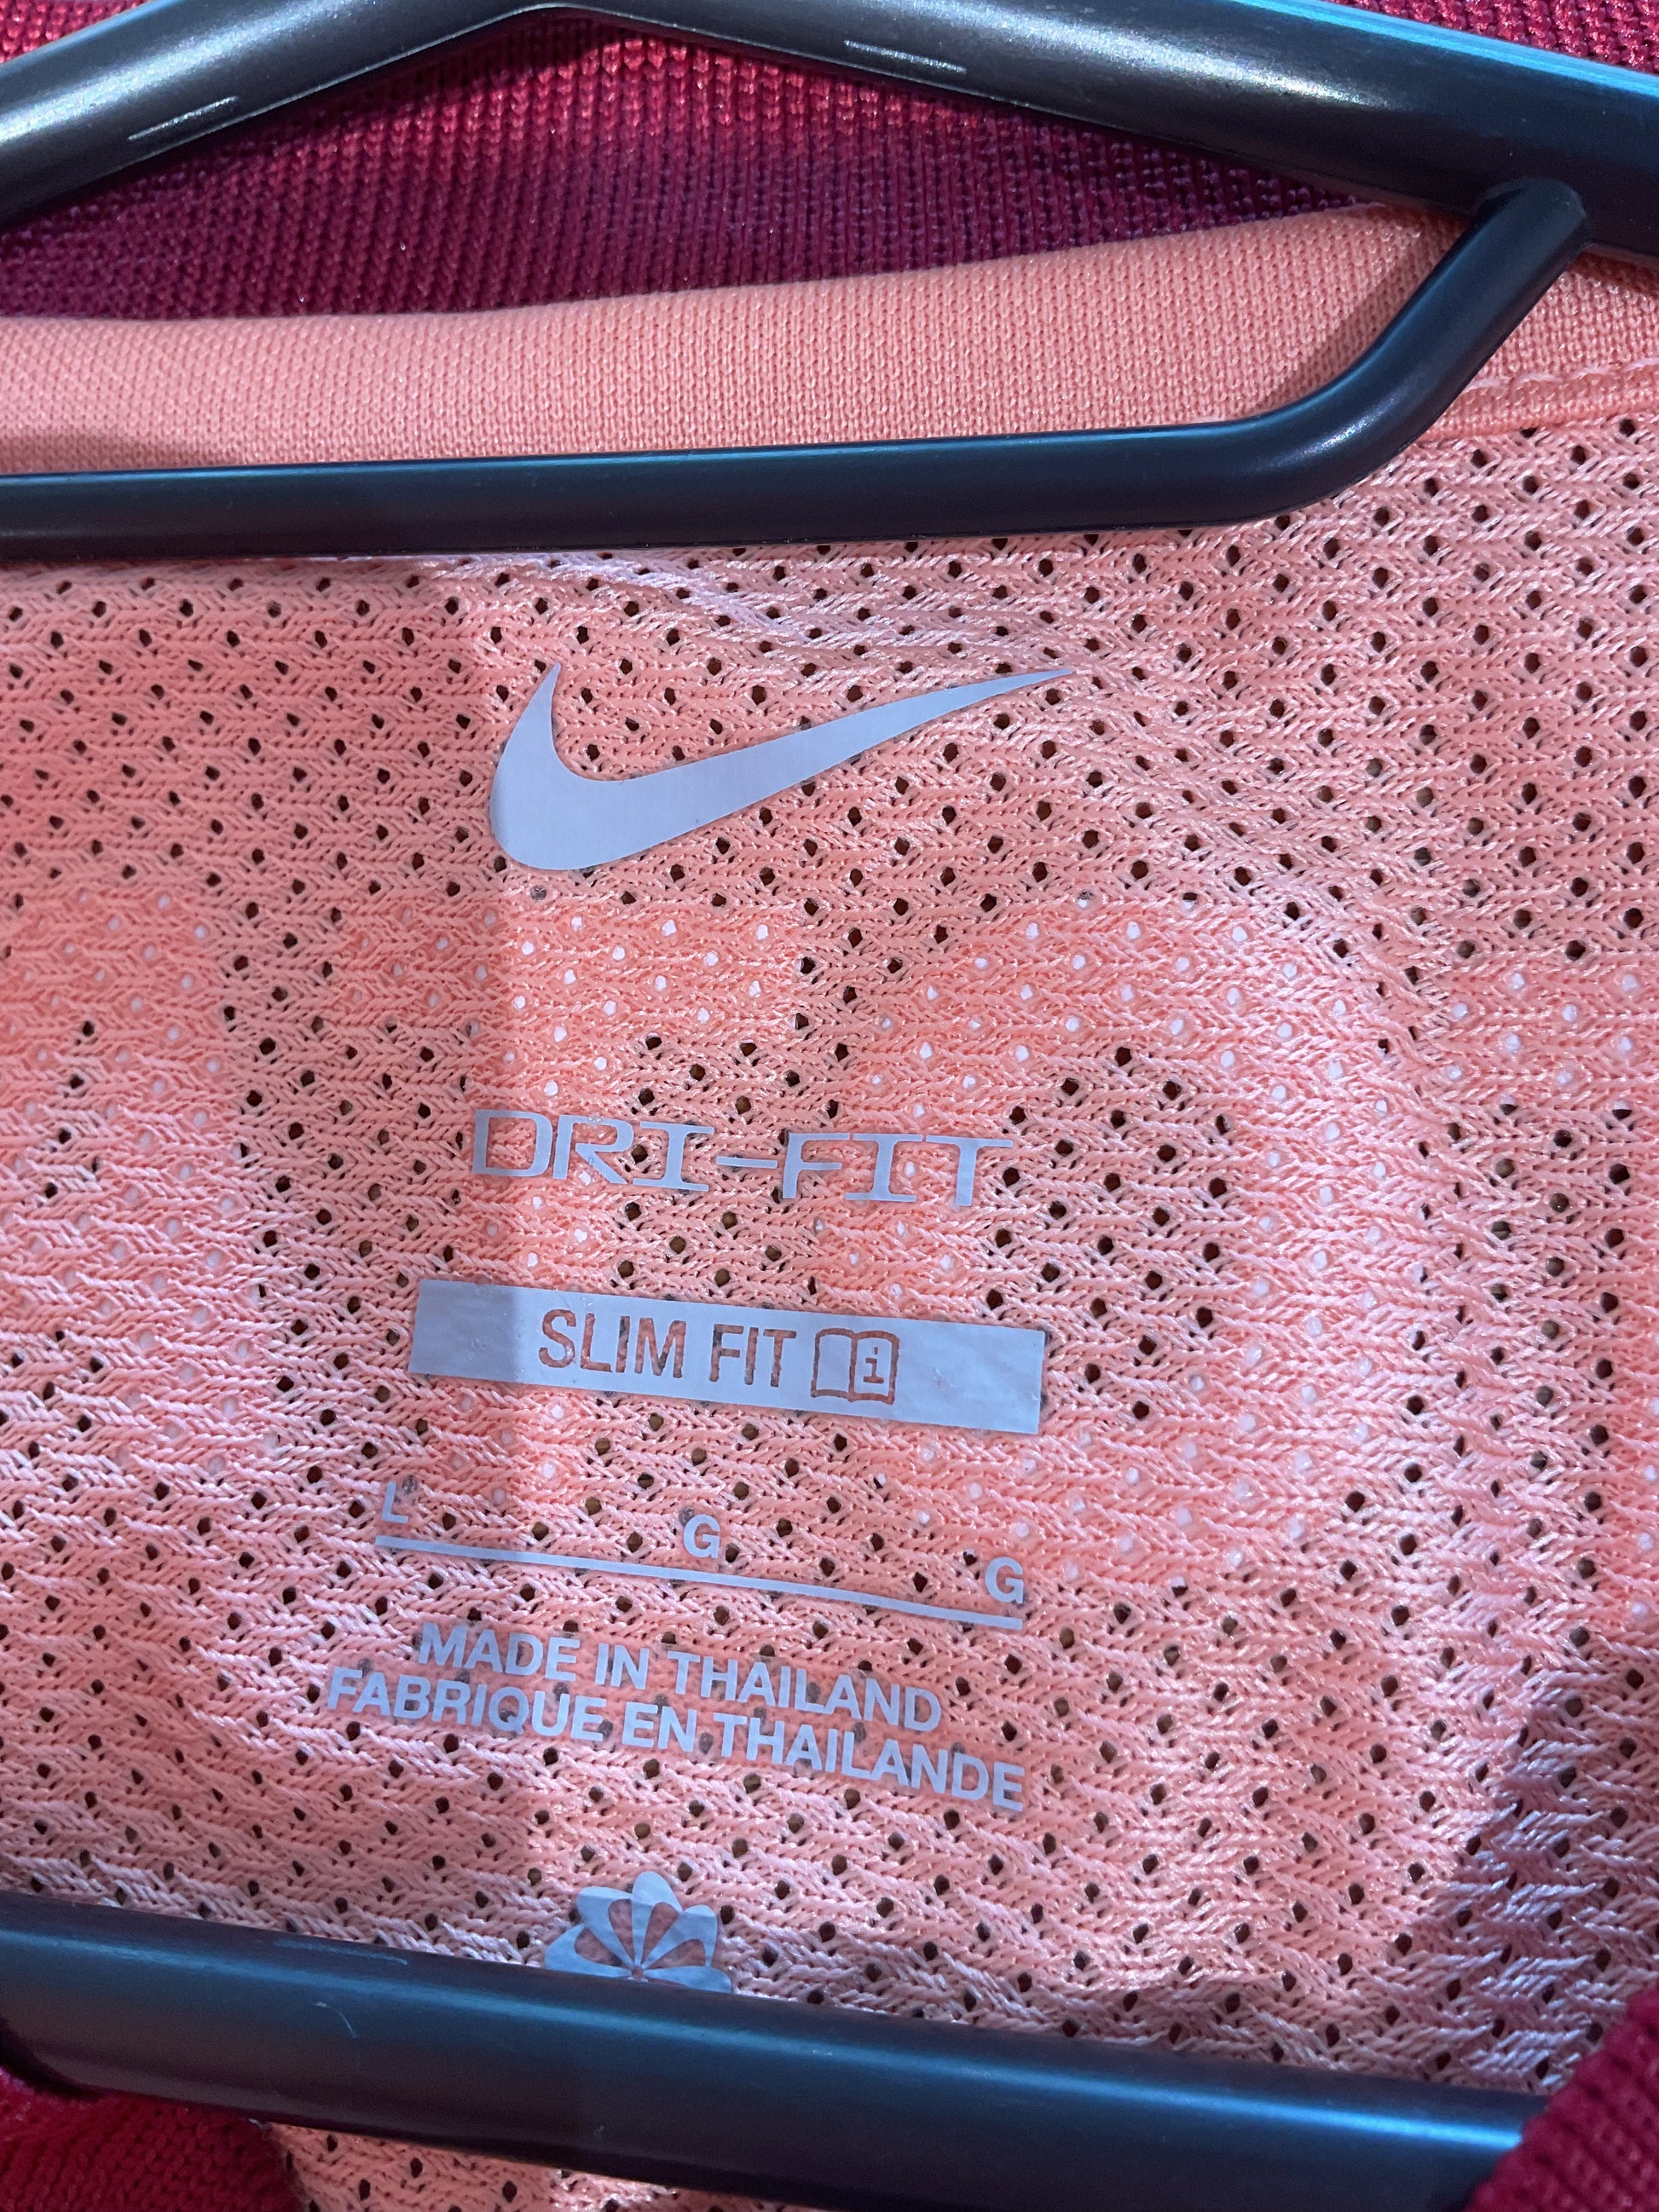 DRI-FIT
SLIM FIT
L G G
MADE IN THAILAND
FABRIQUE EN THAILANDE